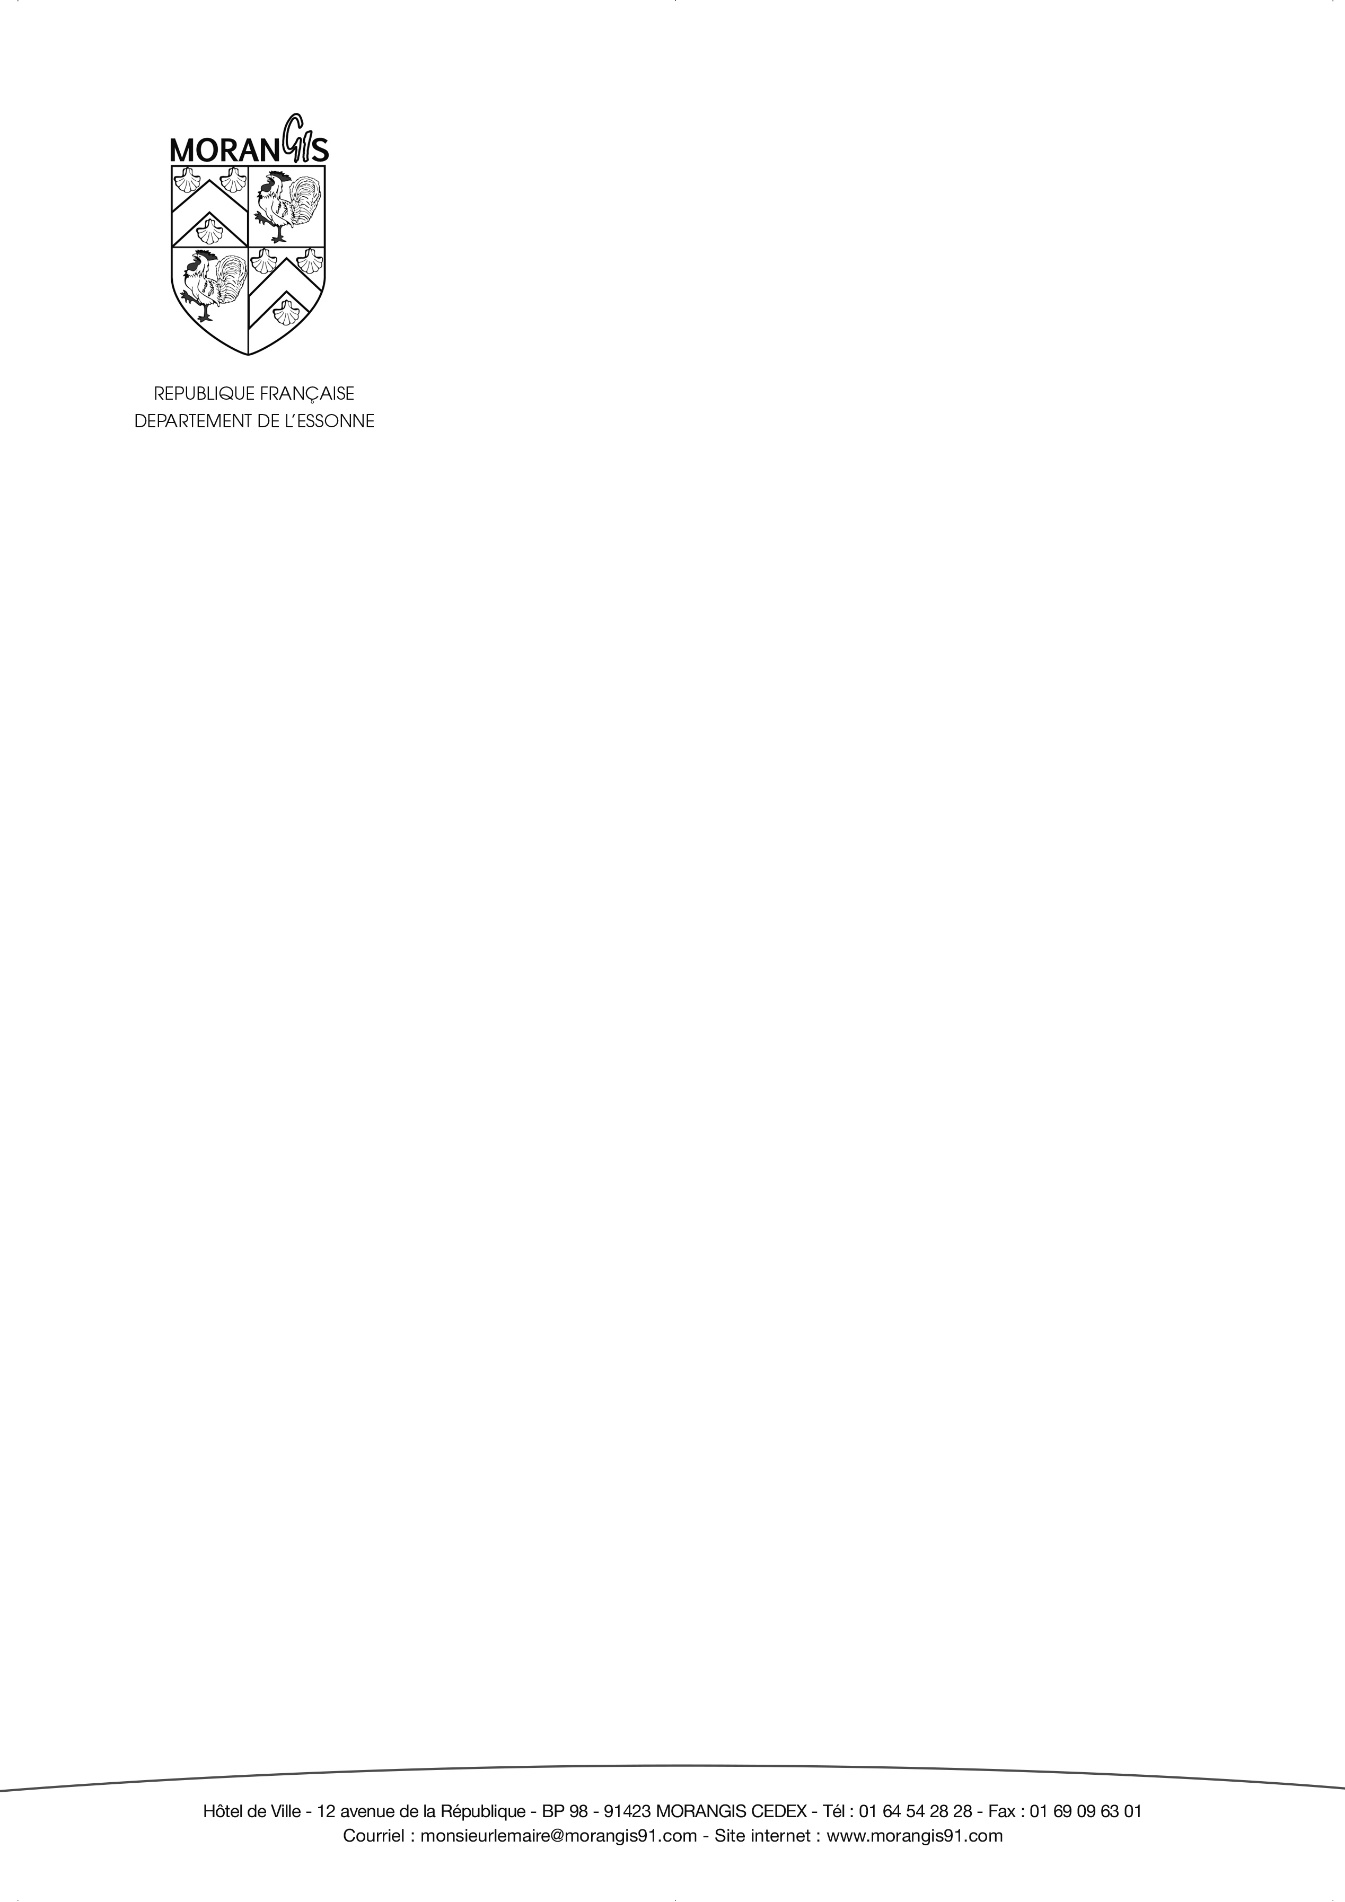 MORANGIS
REPUBLIQUE FRANÇAISE
DEPARTEMENT DE L'ESSONNE
Hôtel de Ville - 12 avenue de la République - BP 98 - 91423 MORANGIS CEDEX - Tél : 01 64 54 28 28 - Fax : 01 69 09 63 01
Courriel : monsieurlemaire@morangis91.com - Site internet : www.morangis91.com